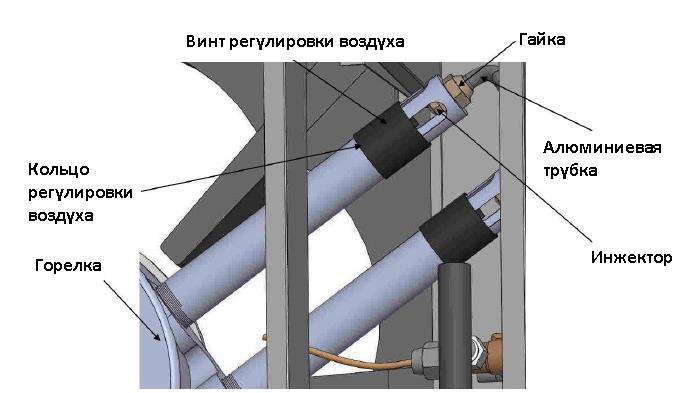 Винт регулировки воздуха
Гайка
Кольцо
регулировки
воздуха
Алюминиевая
трубка
Горелка
Инжектор